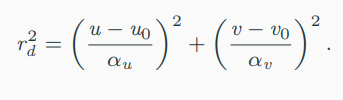 r_d^2 = \left( \frac{u - u_0}{\alpha_u} \right)^2 + \left( \frac{v - v_0}{\alpha_v} \right)^2 .